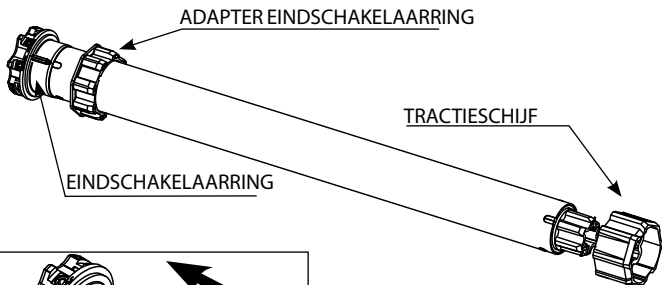 ADAPTER EINDSCHAKELAARRING
TRACTIESCHIJF
EINDSCHAKELAARRING